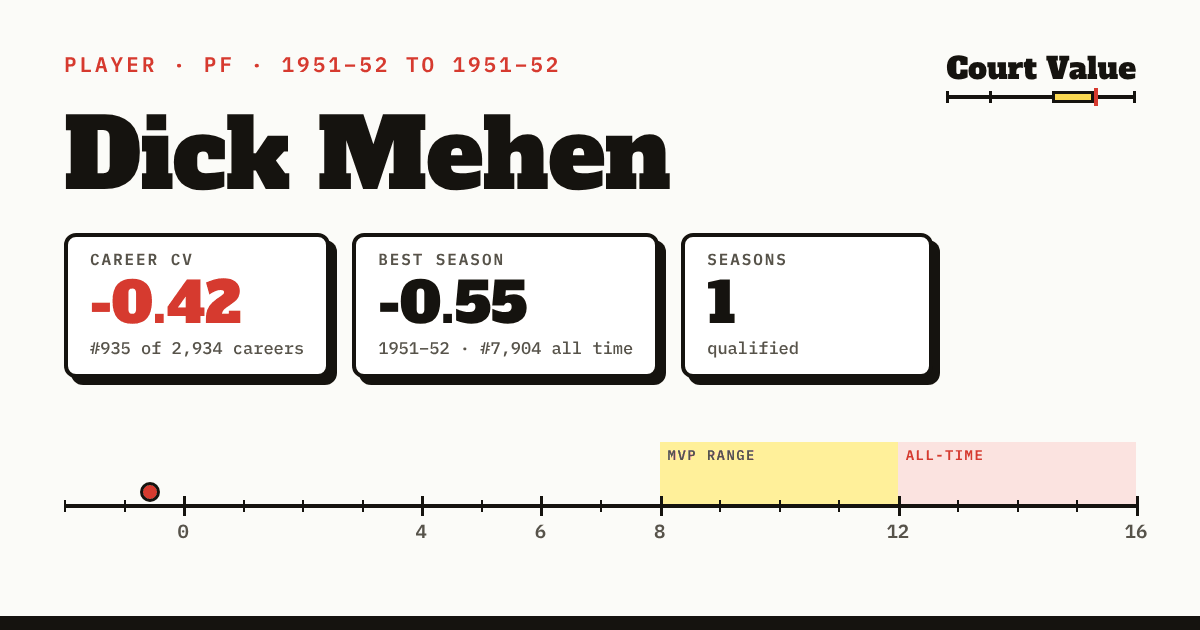 PLAYER · PF · 1951–52 TO 1951–52
Court Value
Dick Mehen
CAREER CV
-0.42
#935 of 2,934 careers
BEST SEASON
-0.55
1951–52 · #7,904 all time
SEASONS
1
qualified
MVP RANGE
ALL-TIME
0 4 6 8 12 16